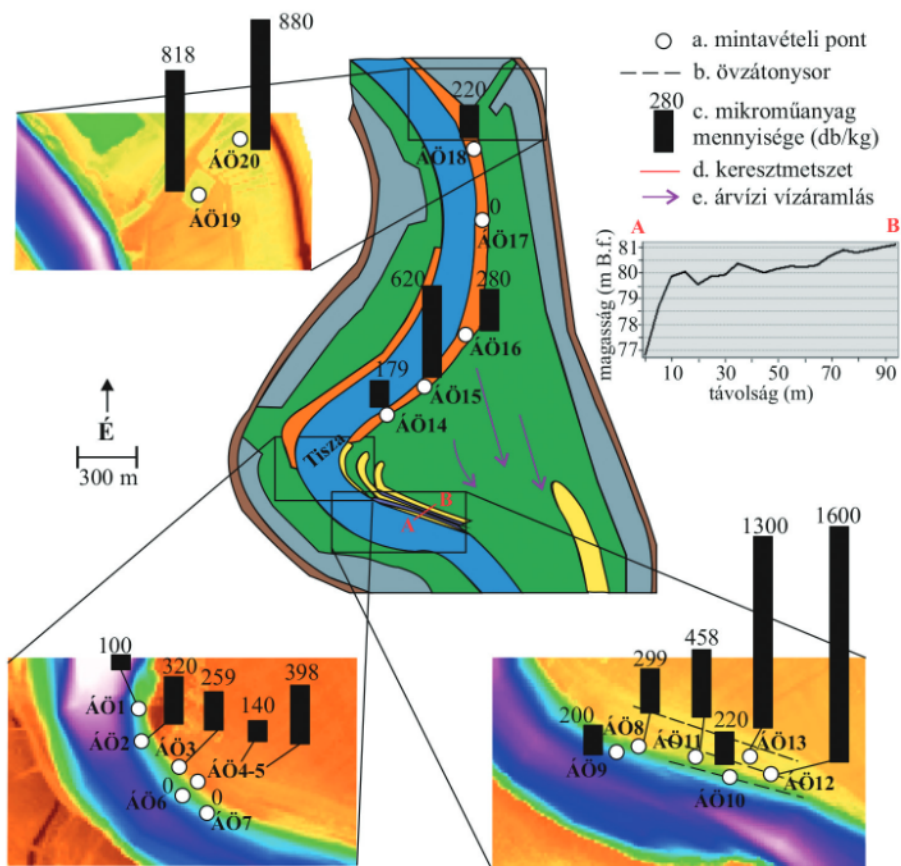 818
880
ÁÖ20
ÁÖ19
220
ÁÖ18
0
ÁÖ17
620
280
ÁÖ16
179
ÁÖ15
ÁÖ14
Tisza
A
B
É
300 m
a. mintavételi pont
b. övzátonysor
280
c. mikroműanyag
mennyisége (db/kg)
d. keresztmetszet
e. árvízi vízáramlás
A
B
magasság (m B.f.)
81
80
79
78
77
10
30
50
70
90
távolság (m)
100
320
259
140
398
ÁÖ1
ÁÖ2
ÁÖ3
ÁÖ4-5
0
ÁÖ6
0
ÁÖ7
1300
1600
458
299
200
220
ÁÖ8
ÁÖ9
ÁÖ11
ÁÖ13
ÁÖ12
ÁÖ10